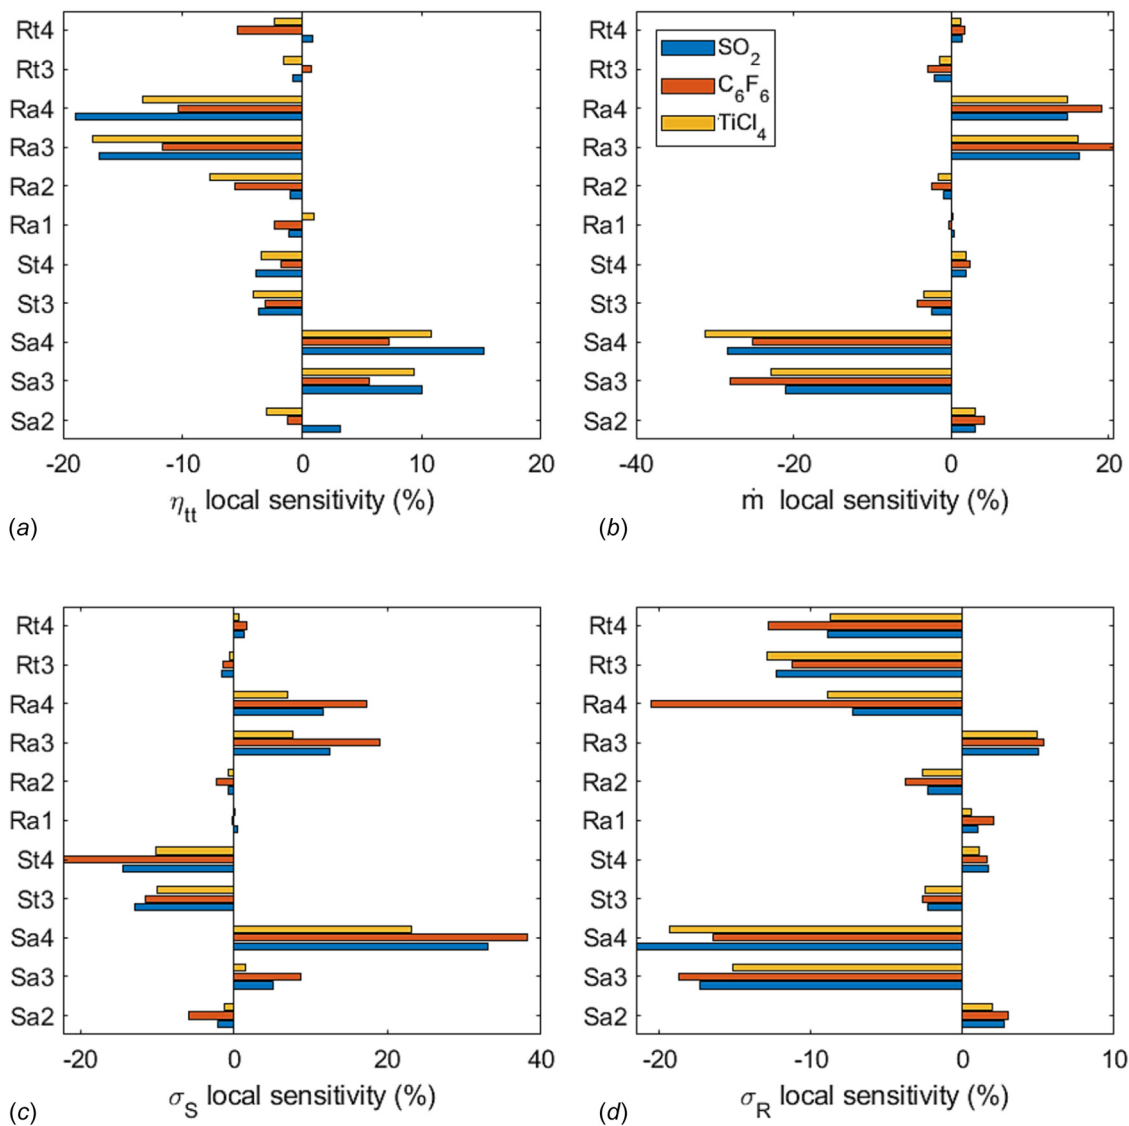 Rt4
Rt3
Ra4
Ra3
Ra2
Ra1
St4
St3
Sa4
Sa3
Sa2
-20 -10 0 10 20
η_tt local sensitivity (%)
(a)
Rt4
Rt3
Ra4
Ra3
Ra2
Ra1
St4
St3
Sa4
Sa3
Sa2
SO₂
C₆F₆
TiCl₄
-40 -20 0 20
ṁ local sensitivity (%)
(b)
Rt4
Rt3
Ra4
Ra3
Ra2
Ra1
St4
St3
Sa4
Sa3
Sa2
-20 0 20 40
σ_S local sensitivity (%)
(c)
Rt4
Rt3
Ra4
Ra3
Ra2
Ra1
St4
St3
Sa4
Sa3
Sa2
-20 -10 0 10
σ_R local sensitivity (%)
(d)